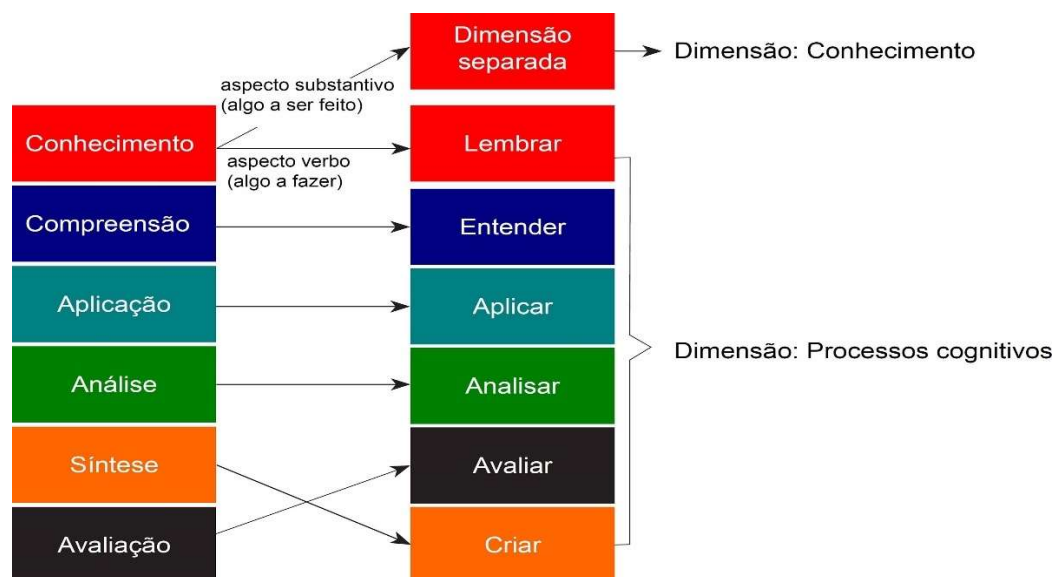 Dimensão
separada
Dimensão: Conhecimento
aspecto substantivo
(algo a ser feito)
Conhecimento
Lembrar
aspecto verbo
(algo a fazer)
Compreensão
Entender
Aplicação
Aplicar
Dimensão: Processos cognitivos
Análise
Analisar
Síntese
Avaliar
Avaliação
Criar